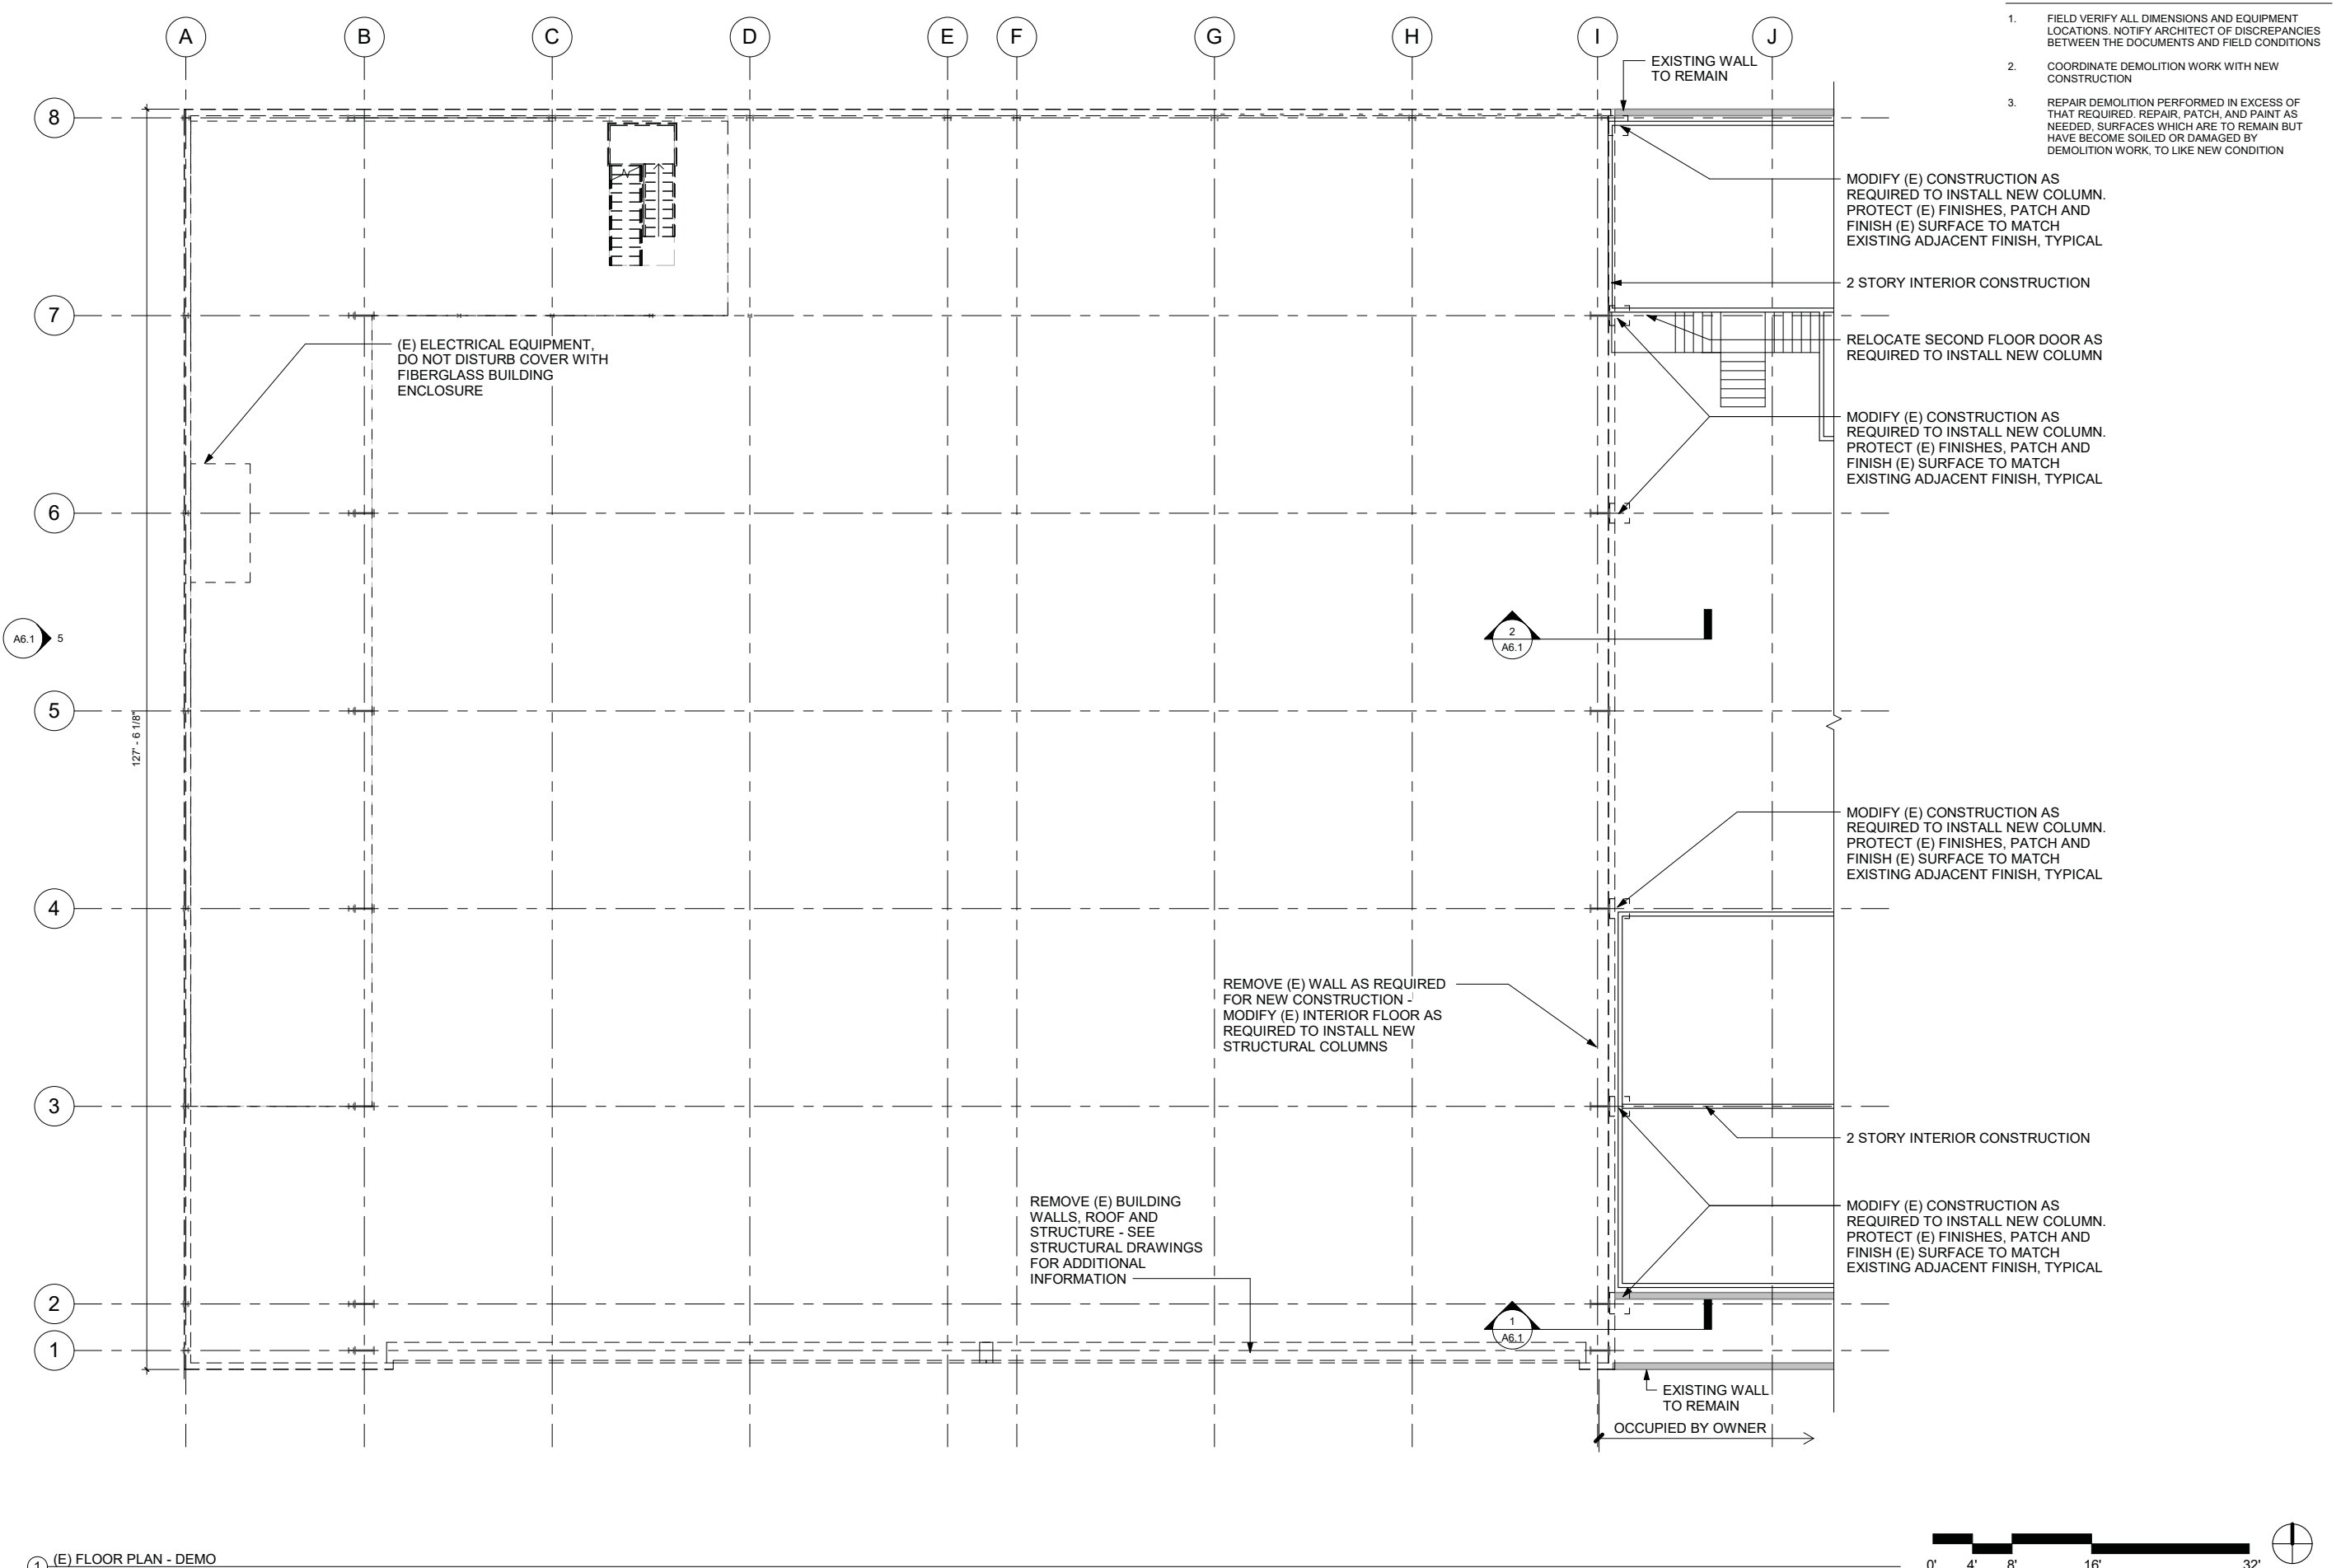 A
B
C
D
E
F
G
H
I
J
1. FIELD VERIFY ALL DIMENSIONS AND EQUIPMENT
LOCATIONS. NOTIFY ARCHITECT OF DISCREPANCIES
BETWEEN THE DOCUMENTS AND FIELD CONDITIONS
2. COORDINATE DEMOLITION WORK WITH NEW
CONSTRUCTION
3. REPAIR DEMOLITION PERFORMED IN EXCESS OF
THAT REQUIRED. REPAIR, PATCH, AND PAINT AS
NEEDED, SURFACES WHICH ARE TO REMAIN BUT
HAVE BECOME SOILED OR DAMAGED BY
DEMOLITION WORK, TO LIKE NEW CONDITION
EXISTING WALL
TO REMAIN
8
MODIFY (E) CONSTRUCTION AS
REQUIRED TO INSTALL NEW COLUMN.
PROTECT (E) FINISHES, PATCH AND
FINISH (E) SURFACE TO MATCH
EXISTING ADJACENT FINISH, TYPICAL
2 STORY INTERIOR CONSTRUCTION
7
RELOCATE SECOND FLOOR DOOR AS
REQUIRED TO INSTALL NEW COLUMN
(E) ELECTRICAL EQUIPMENT,
DO NOT DISTURB COVER WITH
FIBERGLASS BUILDING
ENCLOSURE
MODIFY (E) CONSTRUCTION AS
REQUIRED TO INSTALL NEW COLUMN.
PROTECT (E) FINISHES, PATCH AND
FINISH (E) SURFACE TO MATCH
EXISTING ADJACENT FINISH, TYPICAL
6
A6.1 5
2
A6.1
5
127' - 6 1/8"
MODIFY (E) CONSTRUCTION AS
REQUIRED TO INSTALL NEW COLUMN.
PROTECT (E) FINISHES, PATCH AND
FINISH (E) SURFACE TO MATCH
EXISTING ADJACENT FINISH, TYPICAL
4
REMOVE (E) WALL AS REQUIRED
FOR NEW CONSTRUCTION -
MODIFY (E) INTERIOR FLOOR AS
REQUIRED TO INSTALL NEW
STRUCTURAL COLUMNS
3
2 STORY INTERIOR CONSTRUCTION
REMOVE (E) BUILDING
WALLS, ROOF AND
STRUCTURE - SEE
STRUCTURAL DRAWINGS
FOR ADDITIONAL
INFORMATION
MODIFY (E) CONSTRUCTION AS
REQUIRED TO INSTALL NEW COLUMN.
PROTECT (E) FINISHES, PATCH AND
FINISH (E) SURFACE TO MATCH
EXISTING ADJACENT FINISH, TYPICAL
2
1
A6.1
1
EXISTING WALL
TO REMAIN
OCCUPIED BY OWNER
1 (E) FLOOR PLAN - DEMO
0' 4' 8' 16' 32'